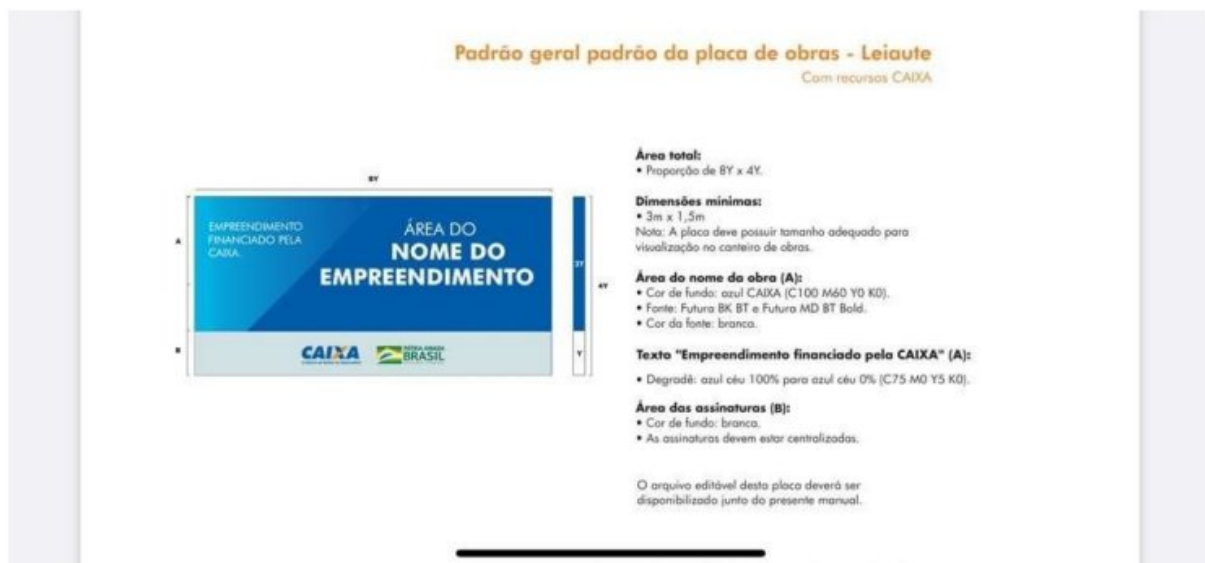 Padrão geral padrão da placa de obras - Leiaute
Com recursos CAIXA
8Y
A
B
EMPREENDIMENTO
FINANCIADO PELA
CAIXA.
ÁREA DO
NOME DO
EMPREENDIMENTO
CAIXA
PÁTRIA AMADA
BRASIL
3Y
Y
4Y
Área total:
• Proporção de 8Y x 4Y.
Dimensões mínimas:
• 3m x 1,5m
Nota: A placa deve possuir tamanho adequado para
visualização no canteiro de obras.
Área do nome da obra (A):
• Cor de fundo: azul CAIXA (C100 M60 Y0 K0).
• Fonte: Futura BK BT e Futura MD BT Bold.
• Cor da fonte: branca.
Texto "Empreendimento financiado pela CAIXA" (A):
• Degradê: azul céu 100% para azul céu 0% (C75 M0 Y5 K0).
Área das assinaturas (B):
• Cor de fundo: branca.
• As assinaturas devem estar centralizadas.
O arquivo editável desta placa deverá ser
disponibilizado junto do presente manual.